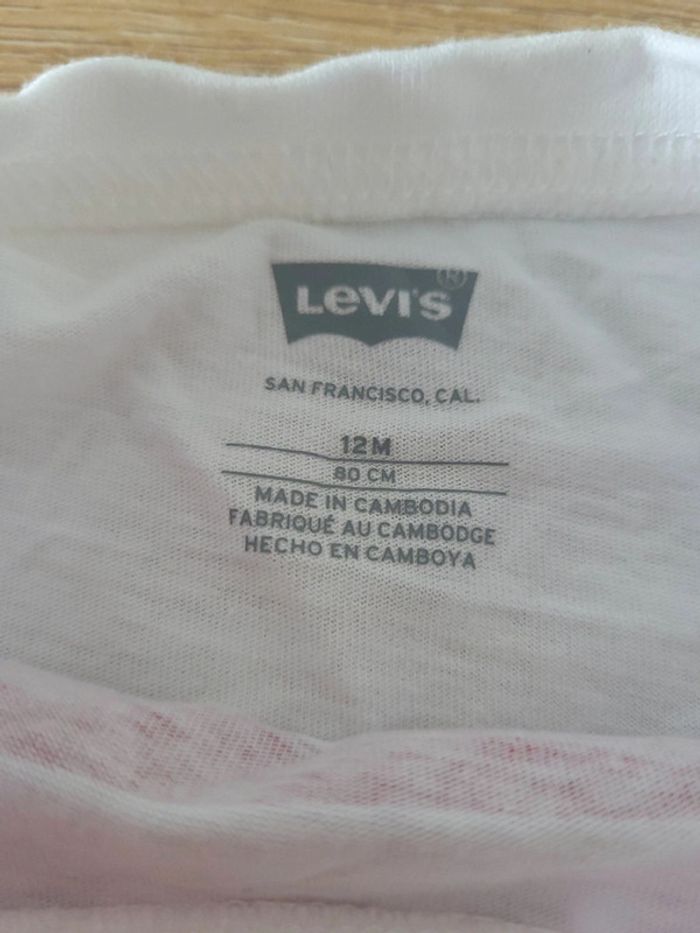 Levi's ®
SAN FRANCISCO, CAL.
12M
80 CM
MADE IN CAMBODIA
FABRIQUÉ AU CAMBODGE
HECHO EN CAMBOYA